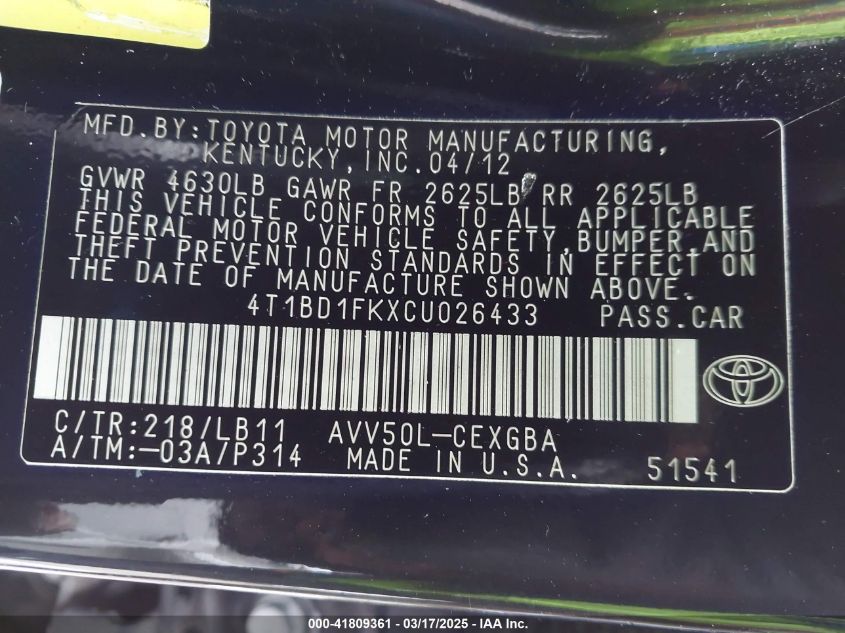 MFD.BY:TOYOTA MOTOR MANUFACTURING,
KENTUCKY,INC.04/12
GVWR 4630LB GAWR FR 2625LB RR 2625LB
THIS VEHICLE CONFORMS TO ALL APPLICABLE
FEDERAL MOTOR VEHICLE SAFETY,BUMPER,AND
THEFT PREVENTION STANDARDS IN EFFECT ON
THE DATE OF MANUFACTURE SHOWN ABOVE.
4T1BD1FKXCU026433 PASS.CAR
C/TR:218/LB11 AVV50L-CEXGBA
A/TM:-03A/P314 MADE IN U.S.A. 51541
000-41809361 - 03/17/2025 - IAAI.com